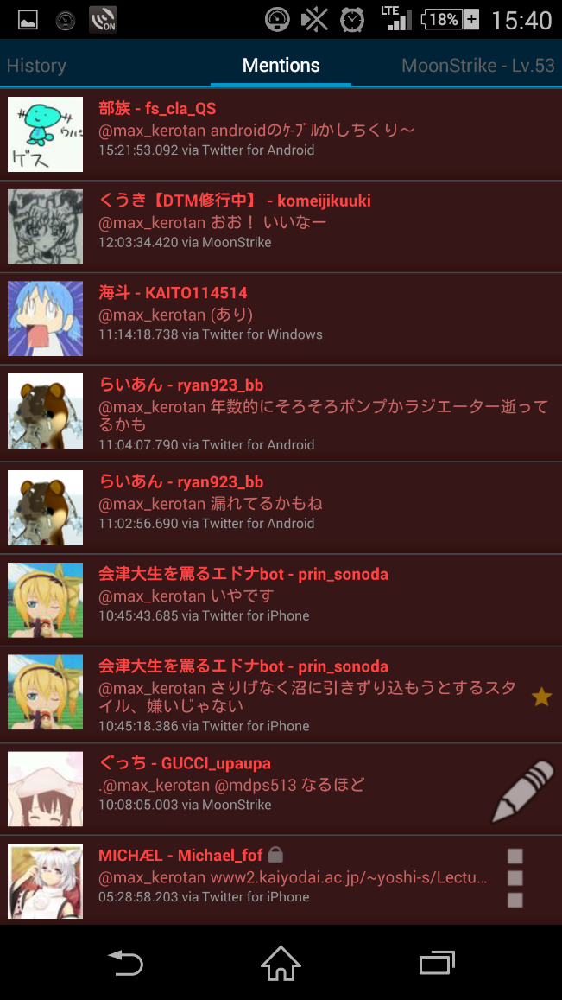 ON
LTE
18%
15:40
History
Mentions
MoonStrike - Lv.53
部族 - fs_cla_QS
@max_kerotan androidのｹｰﾌﾞﾙかしちくり〜
15:21:53.092 via Twitter for Android
ウハ
ゲス
くうき【DTM修行中】 - komeijikuuki
@max_kerotan おお！ いいなー
12:03:34.420 via MoonStrike
海斗 - KAITO114514
@max_kerotan (あり)
11:14:18.738 via Twitter for Windows
らいあん - ryan923_bb
@max_kerotan 年数的にそろそろポンプかラジエーター逝って
るかも
11:04:07.790 via Twitter for Android
らいあん - ryan923_bb
@max_kerotan 漏れてるかもね
11:02:56.690 via Twitter for Android
会津大生を罵るエドナbot - prin_sonoda
@max_kerotan いやです
10:45:43.685 via Twitter for iPhone
会津大生を罵るエドナbot - prin_sonoda
@max_kerotan さりげなく沼に引きずり込もうとするスタ
イル、嫌いじゃない
10:45:18.386 via Twitter for iPhone
ぐっち - GUCCI_upaupa
.@max_kerotan @mdps513 なるほど
10:08:05.003 via MoonStrike
MICHÆL - Michael_fof
@max_kerotan www2.kaiyodai.ac.jp/~yoshi-s/Lectu…
05:28:58.203 via Twitter for iPhone